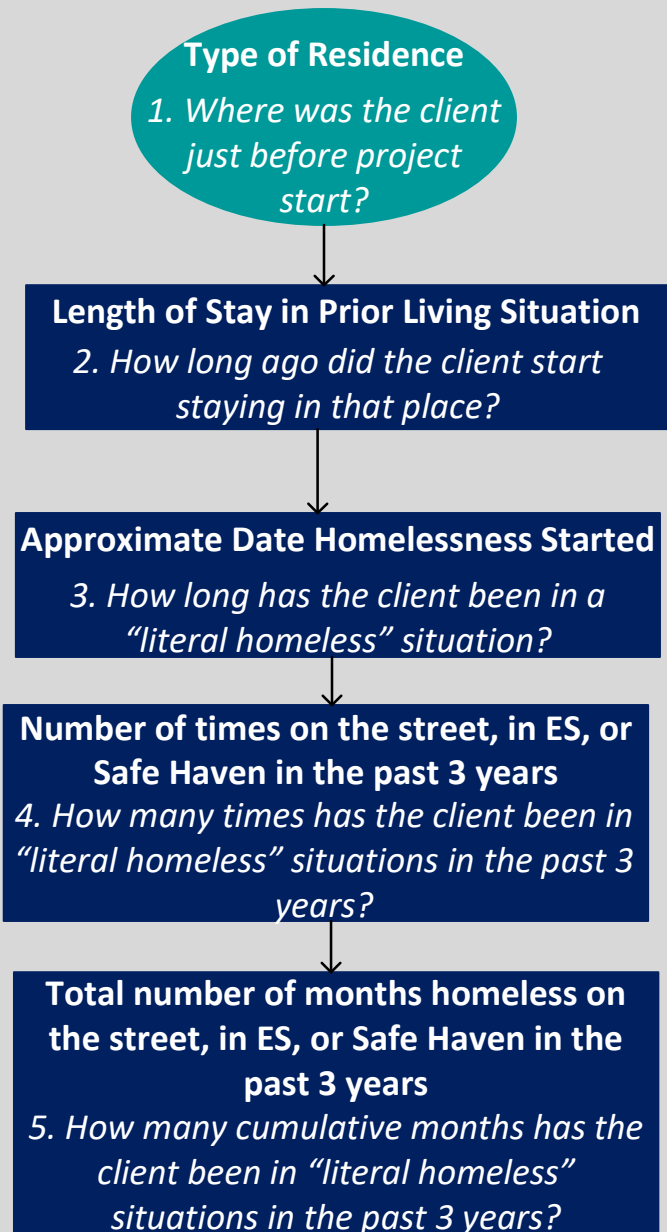 Type of Residence
1. Where was the client
just before project
start?
Length of Stay in Prior Living Situation
2. How long ago did the client start
staying in that place?
Approximate Date Homelessness Started
3. How long has the client been in a
“literal homeless” situation?
Number of times on the street, in ES, or
Safe Haven in the past 3 years
4. How many times has the client been in
“literal homeless” situations in the past 3
years?
Total number of months homeless on
the street, in ES, or Safe Haven in the
past 3 years
5. How many cumulative months has the
client been in “literal homeless”
situations in the past 3 years?